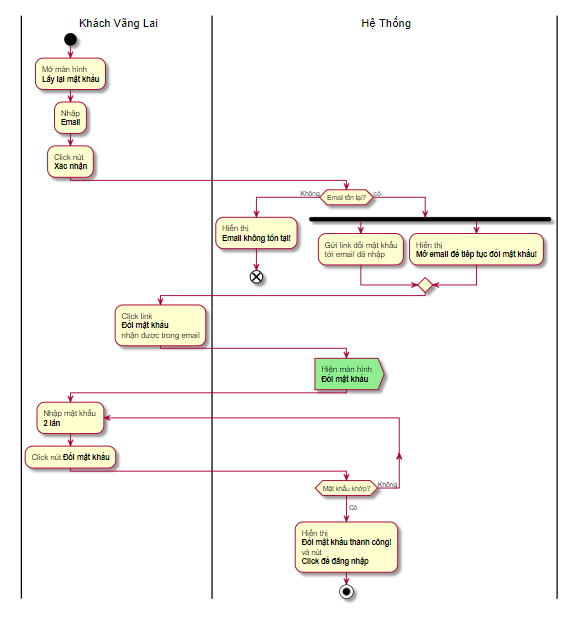 Khách Vãng Lai
Hệ Thống
Mở màn hình
Lấy lại mật khẩu
Nhập
Email
Click nút
Xác nhận
Email tồn tại?
Không
có
Hiển thị
Email không tồn tại!
Gửi link đổi mật khẩu
tới email đã nhập
Hiển thị
Mở email để tiếp tục đổi mật khẩu!
Click link
Đổi mật khẩu
nhận được trong email
Hiện màn hình
Đổi mật khẩu
Nhập mật khẩu
2 lần
Click nút Đổi mật khẩu
Mật khẩu khớp?
Không
Có
Hiển thị
Đổi mật khẩu thành công!
và nút
Click để đăng nhập